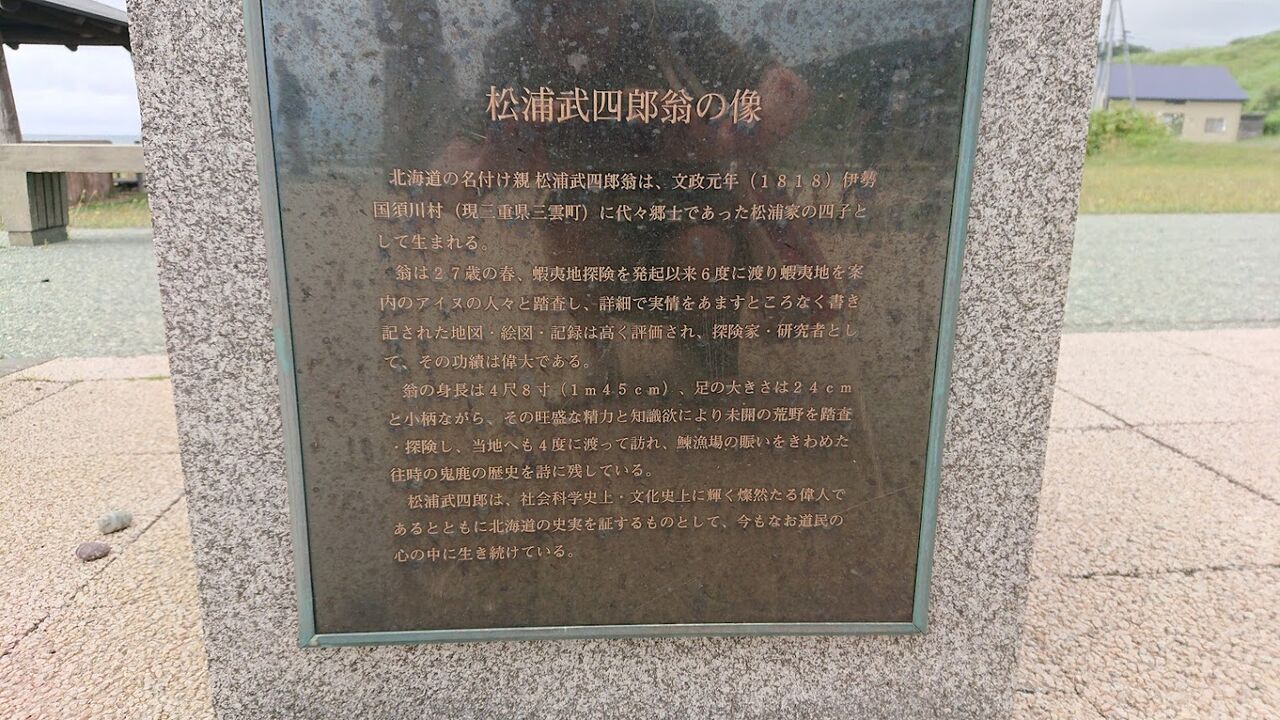 松浦武四郎翁の像
北海道の名付け親 松浦武四郎翁は、文政元年（１８１８）伊勢
国須川村（現三重県三雲町）に代々郷士であった松浦家の四子と
して生まれる。
翁は２７歳の春、蝦夷地探険を発起以来６度に渡り蝦夷地を案
内のアイヌの人々と踏査し、詳細で実情をあますところなく書き
記された地図・絵図・記録は高く評価され、探険家・研究者とし
て、その功績は偉大である。
翁の身長は４尺８寸（１ｍ４５ｃｍ）、足の大きさは２４ｃｍ
と小柄ながら、その旺盛な精力と知識欲により未開の荒野を踏査
・探険し、当地へも４度に渡って訪れ、鰊漁場の賑いをきわめた
往時の鬼鹿の歴史を詩に残している。
松浦武四郎は、社会科学史上・文化史上に輝く燦然たる偉人で
あるとともに北海道の史実を証するものとして、今もなお道民の
心の中に生き続けている。